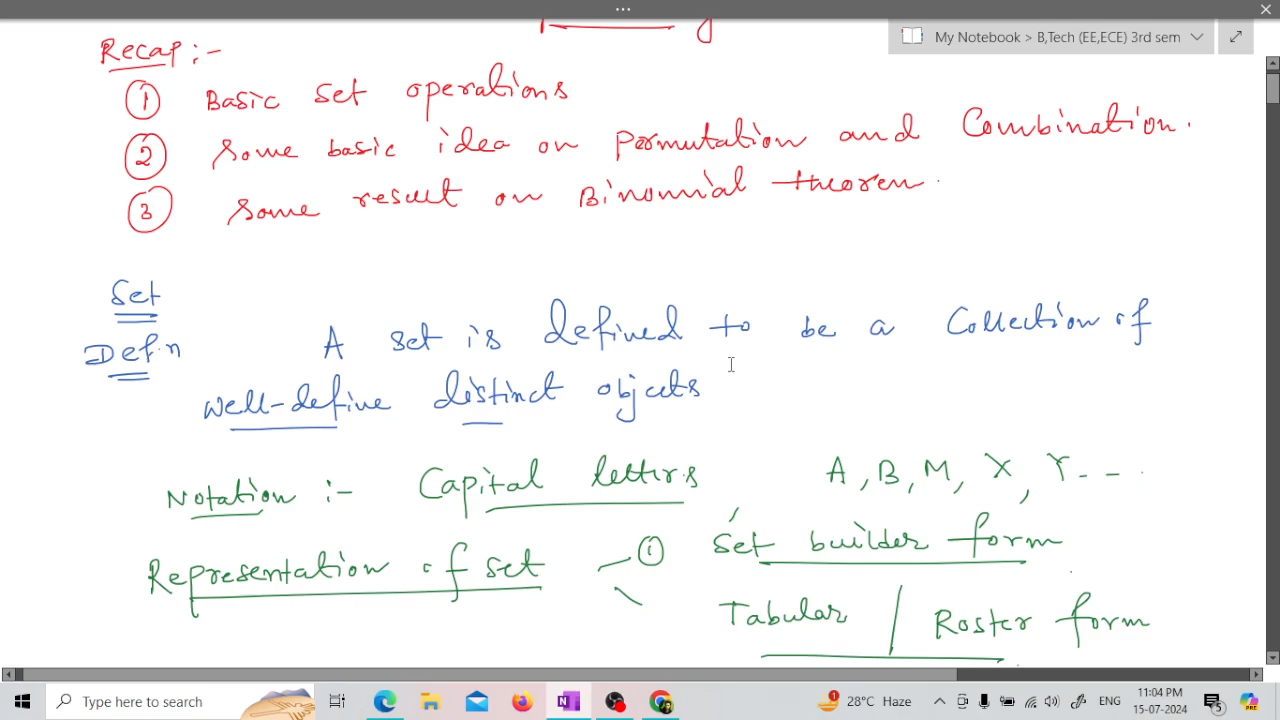 My Notebook > B,Tech (EE,ECE) 3rd sem
Recap :-
① Basic set operations
② Some basic idea on permutation and Combination.
③ Some result on Binomial theorem.
Set
Defn
A set is defined to be a Collection of
well-define distinct objects
Notation :- Capital letters A, B, M, X, Y - - .
Representation of set ① Set builder form
Tabular / Roster form
Type here to search
28°C Haze
ENG
11:04 PM
15-07-2024
5